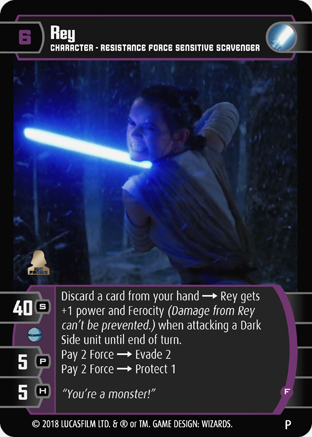 6
Rey
CHARACTER - RESISTANCE FORCE SENSITIVE SCAVENGER
40 S
Discard a card from your hand → Rey gets
+1 power and Ferocity (Damage from Rey
can't be prevented.) when attacking a Dark
Side unit until end of turn.
5 P
Pay 2 Force → Evade 2
Pay 2 Force → Protect 1
5 H
"You're a monster!"
F
© 2018 LUCASFILM LTD. & ® or TM. GAME DESIGN: WIZARDS.
P